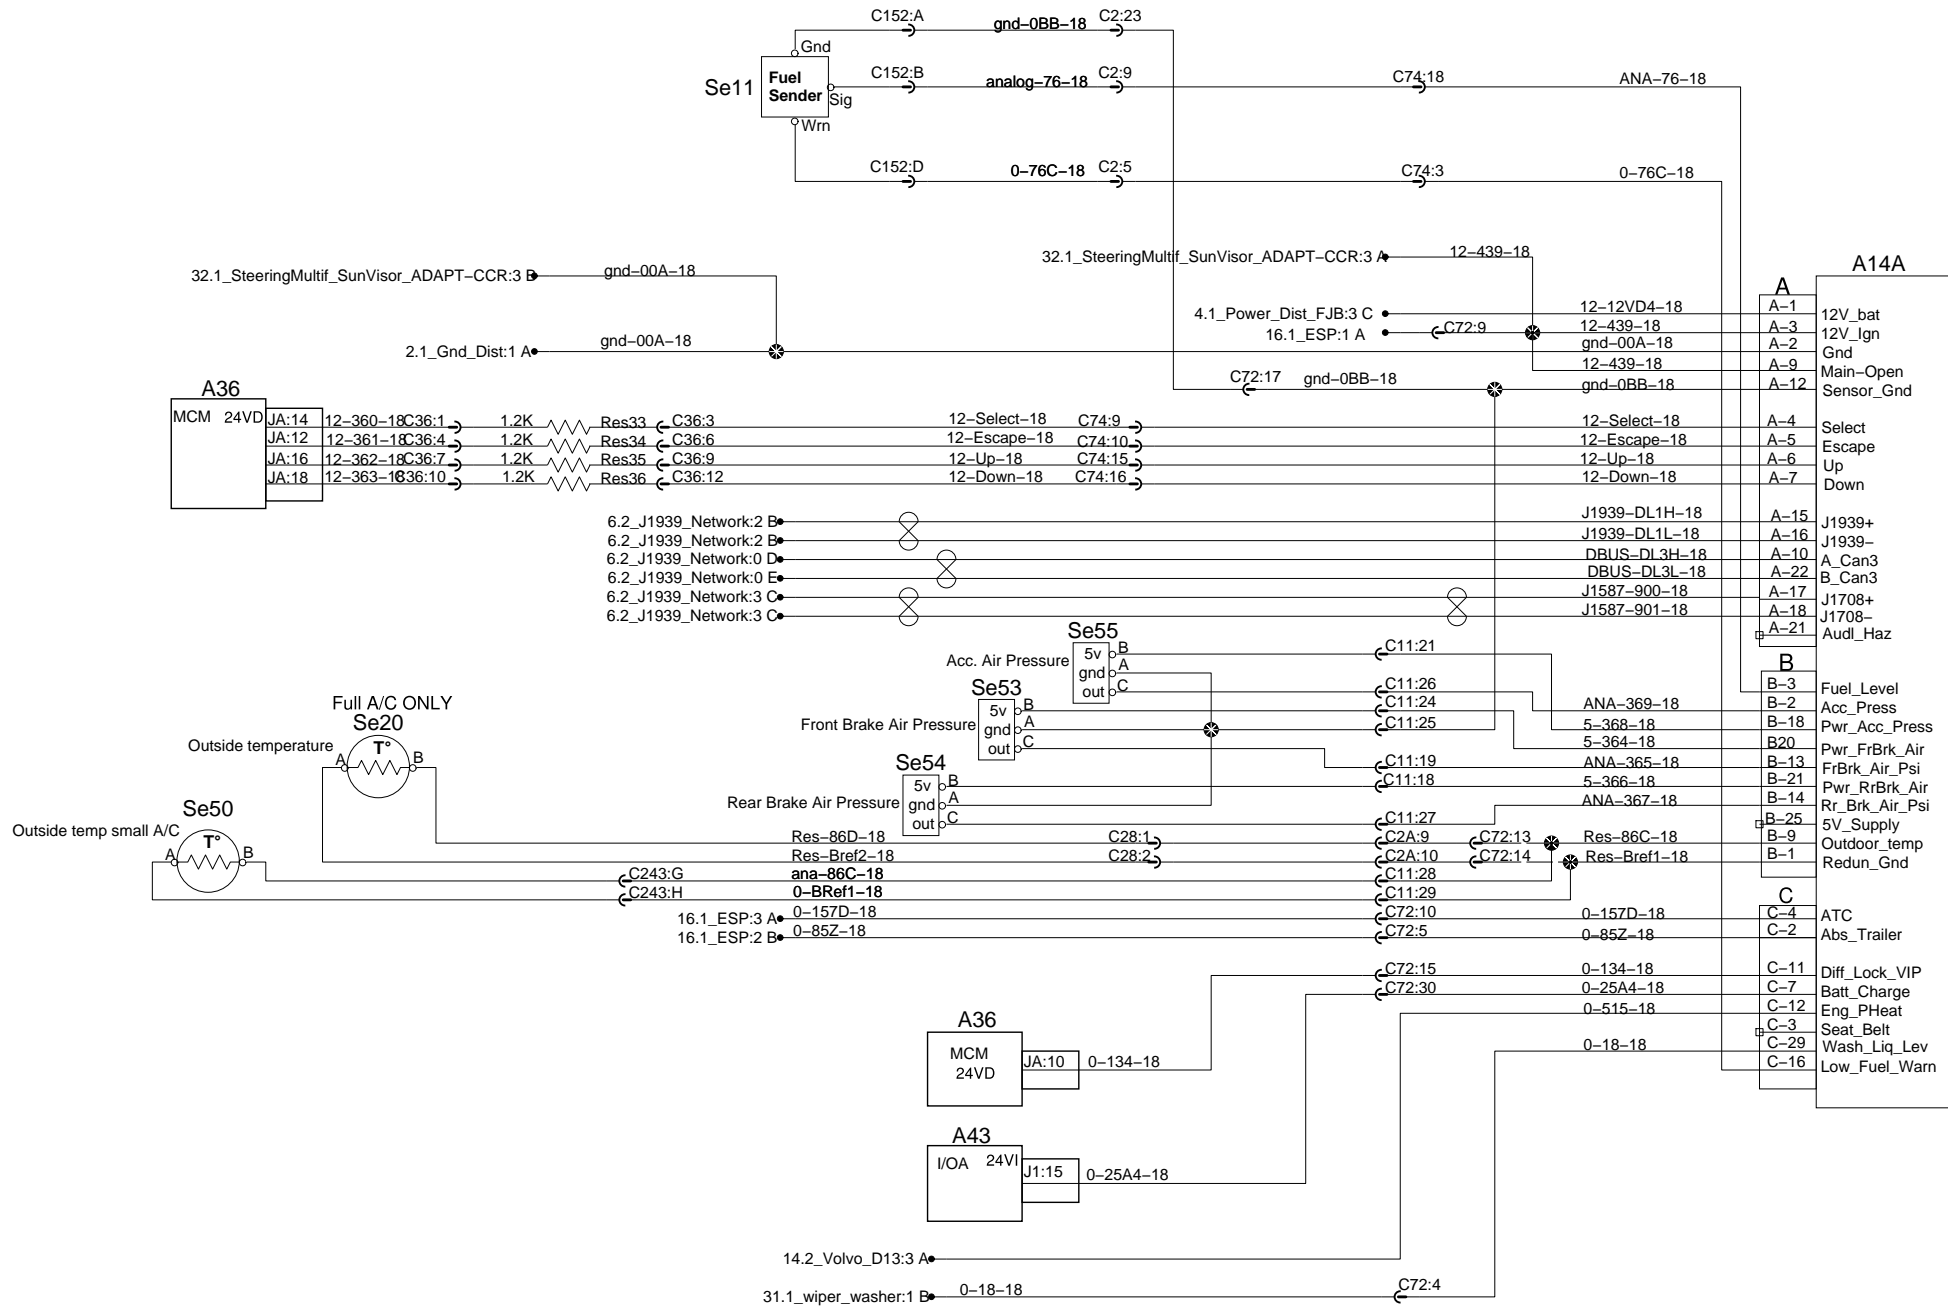 C152:A gnd-0BB-18 C2:23
Gnd
Se11 Fuel Sender Sig
C152:B analog-76-18 C2:9 C74:18 ANA-76-18
Wrn
C152:D 0-76C-18 C2:5 C74:3 0-76C-18
32.1_SteeringMultif_SunVisor_ADAPT-CCR:3 A 12-439-18
32.1_SteeringMultif_SunVisor_ADAPT-CCR:3 B gnd-00A-18
A14A
A
4.1_Power_Dist_FJB:3 C 12-12VD4-18 A-1 12V_bat
16.1_ESP:1 A C72:9 12-439-18 A-3 12V_Ign
2.1_Gnd_Dist:1 A gnd-00A-18 gnd-00A-18 A-2 Gnd
12-439-18 A-9 Main-Open
C72:17 gnd-0BB-18 gnd-0BB-18 A-12 Sensor_Gnd
A36
MCM 24VD
JA:14 12-360-18 C36:1 1.2K Res33 C36:3 12-Select-18 C74:9 12-Select-18 A-4 Select
JA:12 12-361-18 C36:4 1.2K Res34 C36:6 12-Escape-18 C74:10 12-Escape-18 A-5 Escape
JA:16 12-362-18 C36:7 1.2K Res35 C36:9 12-Up-18 C74:15 12-Up-18 A-6 Up
JA:18 12-363-18 C36:10 1.2K Res36 C36:12 12-Down-18 C74:16 12-Down-18 A-7 Down
6.2_J1939_Network:2 B J1939-DL1H-18 A-15 J1939+
6.2_J1939_Network:2 B J1939-DL1L-18 A-16 J1939-
6.2_J1939_Network:0 D DBUS-DL3H-18 A-10 A_Can3
6.2_J1939_Network:0 E DBUS-DL3L-18 A-22 B_Can3
6.2_J1939_Network:3 C J1587-900-18 A-17 J1708+
6.2_J1939_Network:3 C J1587-901-18 A-18 J1708-
A-21 Audl_Haz
Se55
Acc. Air Pressure
5v B C11:21
gnd A
out C C11:26
B
B-3 Fuel_Level
ANA-369-18 B-2 Acc_Press
5-368-18 B-18 Pwr_Acc_Press
5-364-18 B20 Pwr_FrBrk_Air
Se53
Front Brake Air Pressure
5v B C11:24
gnd A C11:25
out C
C11:19 ANA-365-18 B-13 FrBrk_Air_Psi
Se54
Rear Brake Air Pressure
5v B C11:18 5-366-18 B-21 Pwr_RrBrk_Air
gnd A
ANA-367-18 B-14 Rr_Brk_Air_Psi
out C C11:27
B-25 5V_Supply
Full A/C ONLY
Se20
Outside temperature
T°
A B
Se50
Outside temp small A/C
T°
A B
Res-86D-18 C28:1 C2A:9 C72:13 Res-86C-18 B-9 Outdoor_temp
Res-Bref2-18 C28:2 C2A:10 C72:14 Res-Bref1-18 B-1 Redun_Gnd
C243:G ana-86C-18 C11:28
C243:H 0-BRef1-18 C11:29
C
16.1_ESP:3 A 0-157D-18 C72:10 0-157D-18 C-4 ATC
16.1_ESP:2 B 0-85Z-18 C72:5 0-85Z-18 C-2 Abs_Trailer
C72:15 0-134-18 C-11 Diff_Lock_VIP
C72:30 0-25A4-18 C-7 Batt_Charge
0-515-18 C-12 Eng_PHeat
C-3 Seat_Belt
0-18-18 C-29 Wash_Liq_Lev
C-16 Low_Fuel_Warn
A36
MCM
24VD
JA:10 0-134-18
A43
I/OA 24VI
J1:15 0-25A4-18
14.2_Volvo_D13:3 A
31.1_wiper_washer:1 B 0-18-18 C72:4